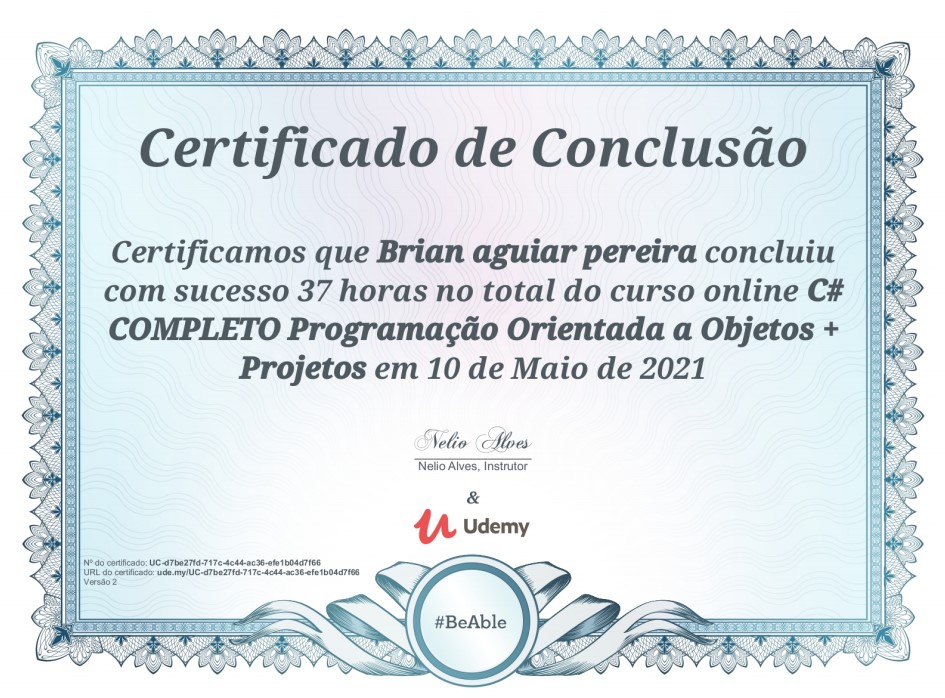 Certificado de Conclusão
Certificamos que Brian aguiar pereira concluiu
com sucesso 37 horas no total do curso online C#
COMPLETO Programação Orientada a Objetos +
Projetos em 10 de Maio de 2021
Nelio Alves
Nelio Alves, Instrutor
&
Udemy
Nº do certificado: UC-d7be27fd-717c-4c44-ac36-efe1b04d7f66
URL do certificado: ude.my/UC-d7be27fd-717c-4c44-ac36-efe1b04d7f66
Versão 2
#BeAble